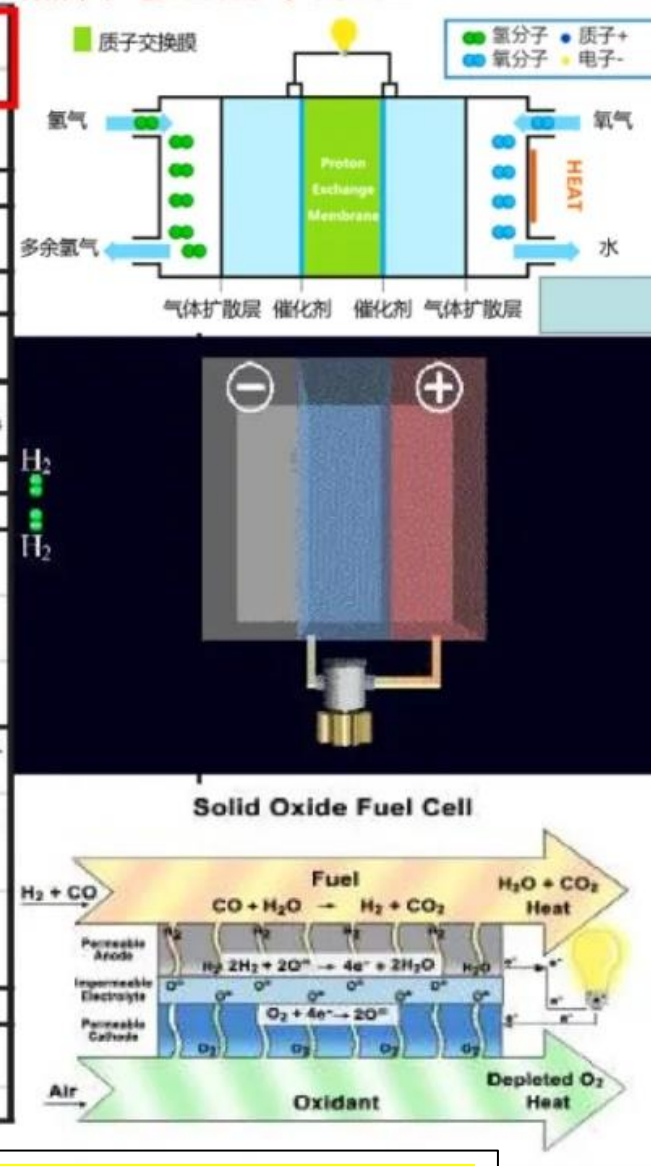 质子交换膜
氢分子 质子+
氧分子 电子-
氢气
氧气
Proton
Exchange
Membrane
HEAT
多余氢气
水
气体扩散层 催化剂 催化剂 气体扩散层
H₂
H₂
Solid Oxide Fuel Cell
H₂ + CO
Fuel
CO + H₂O → H₂ + CO₂
H₂O + CO₂
Heat
Permeable
Anode
2H₂ + 2O⁼ → 4e⁻ + 2H₂O
H₂O
Impermeable
Electrolyte
O₂ + 4e⁻ → 2O⁼
Permeable
Cathode
Air
Oxidant
Depleted O₂
Heat